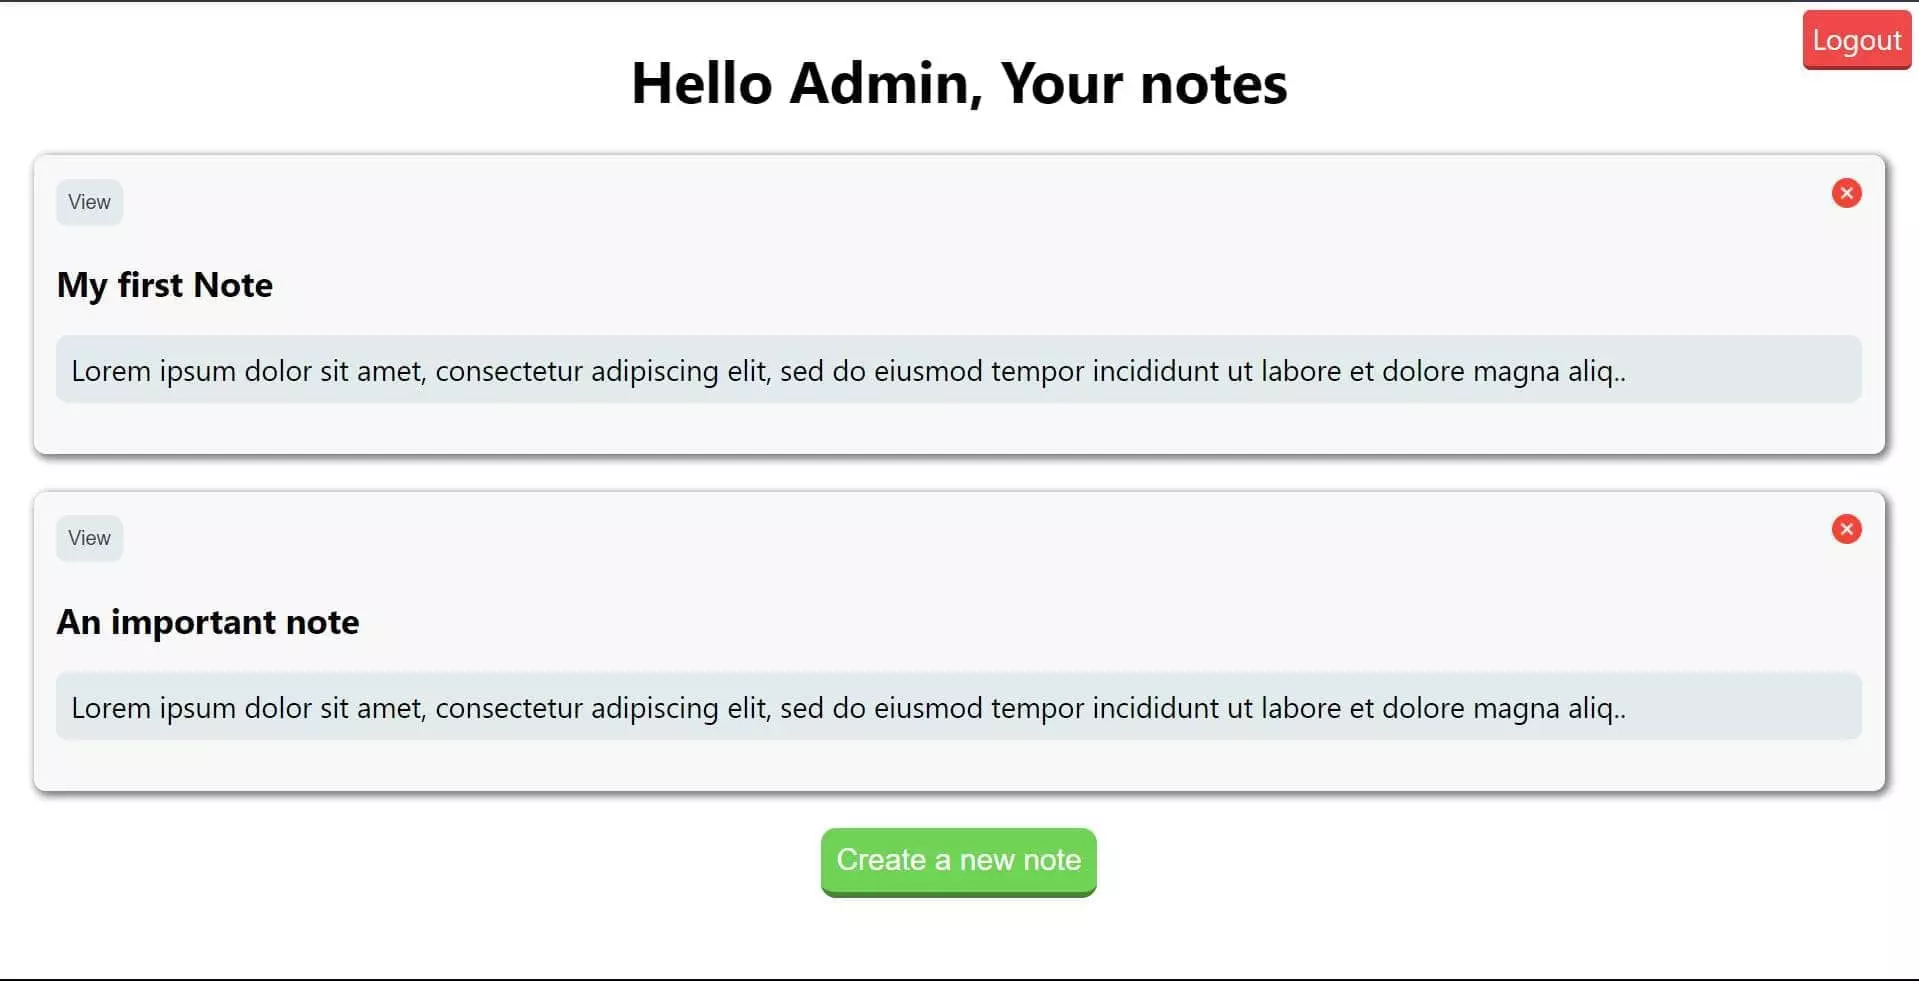 Logout
Hello Admin, Your notes
View
My first Note
Lorem ipsum dolor sit amet, consectetur adipiscing elit, sed do eiusmod tempor incididunt ut labore et dolore magna aliq..
View
An important note
Lorem ipsum dolor sit amet, consectetur adipiscing elit, sed do eiusmod tempor incididunt ut labore et dolore magna aliq..
Create a new note